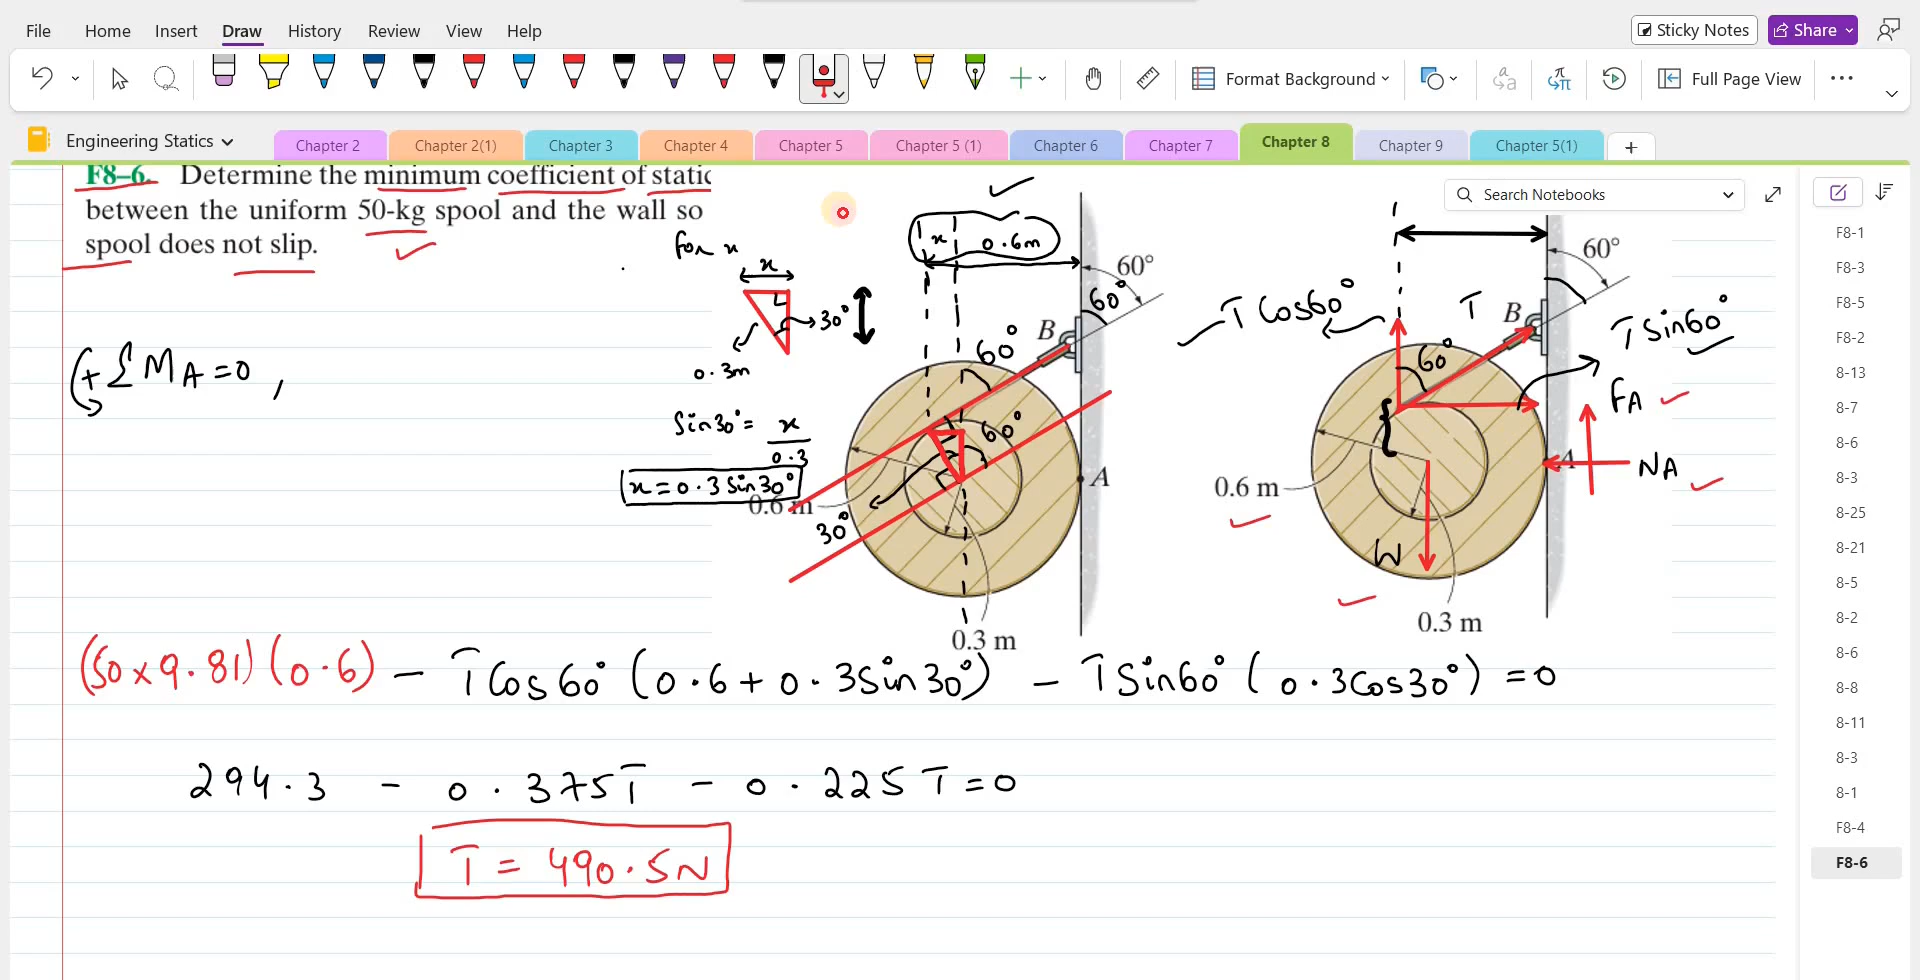 File Home Insert Draw History Review View Help
Sticky Notes Share
Format Background
Full Page View
Engineering Statics
Chapter 2 Chapter 2(1) Chapter 3 Chapter 4 Chapter 5 Chapter 5 (1) Chapter 6 Chapter 7 Chapter 8 Chapter 9 Chapter 5(1) +
Search Notebooks
F8–6. Determine the minimum coefficient of static
between the uniform 50-kg spool and the wall so
spool does not slip.
for x
x
30°
0.3m
Sin30° = x
0.3
x = 0.3 Sin30°
(+ ΣMA = 0 ,
x 0.6m
60°
60°
60°
B
60°
A
30°
0.6 m
0.3 m
T Cos60°
T
60°
B
60°
T Sin60°
FA
NA
A
0.6 m
W
0.3 m
(50 x 9.81) (0.6) - T Cos60° (0.6 + 0.3Sin30°) - T Sin60° (0.3Cos30°) = 0
294.3 - 0.375T - 0.225T = 0
T = 490.5N
F8-1
F8-3
F8-5
F8-2
8-13
8-7
8-6
8-3
8-25
8-21
8-5
8-2
8-6
8-8
8-11
8-3
8-1
F8-4
F8-6